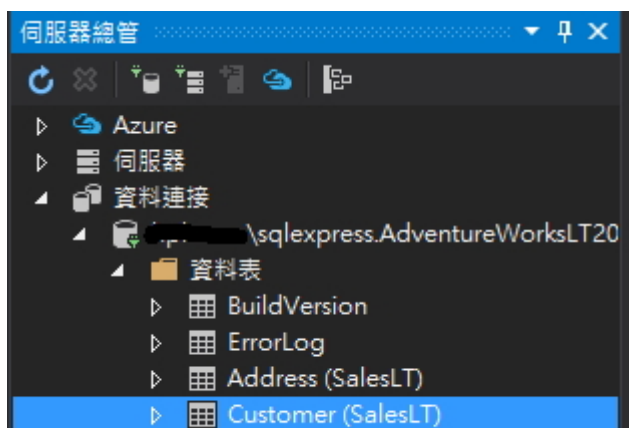 伺服器總管
Azure
伺服器
資料連接
\sqlexpress.AdventureWorksLT20
資料表
BuildVersion
ErrorLog
Address (SalesLT)
Customer (SalesLT)